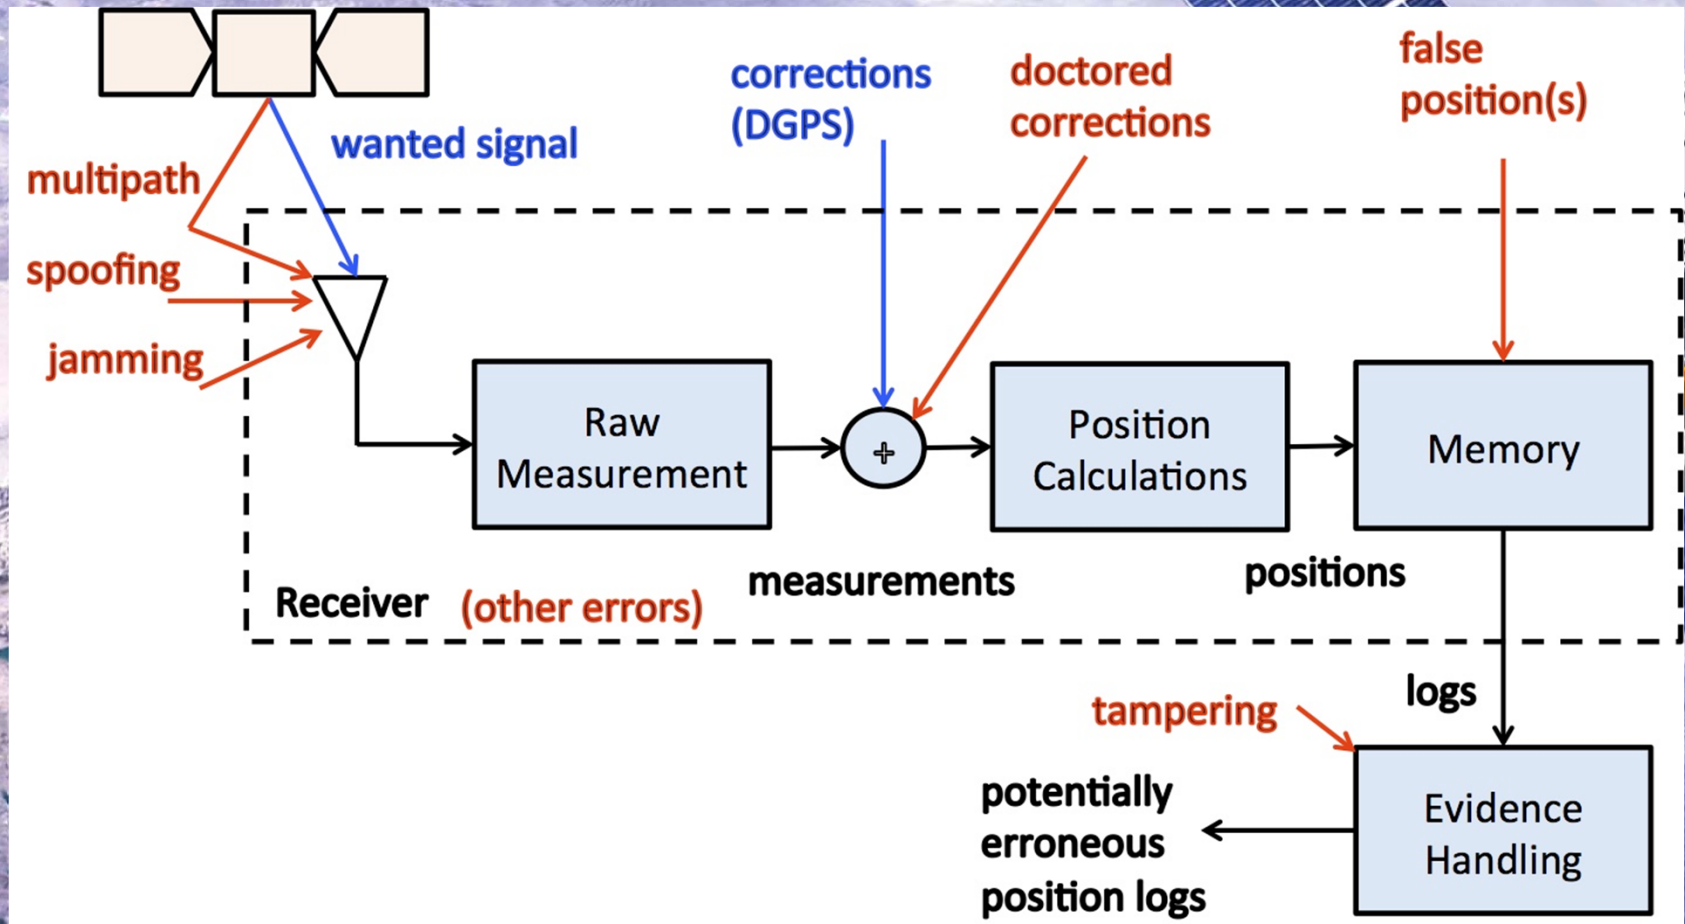 wanted signal
multipath
spoofing
jamming
corrections
(DGPS)
doctored
corrections
false
position(s)
Raw
Measurement
+
Position
Calculations
Memory
Receiver (other errors)
measurements
positions
logs
tampering
potentially
erroneous
position logs
Evidence
Handling